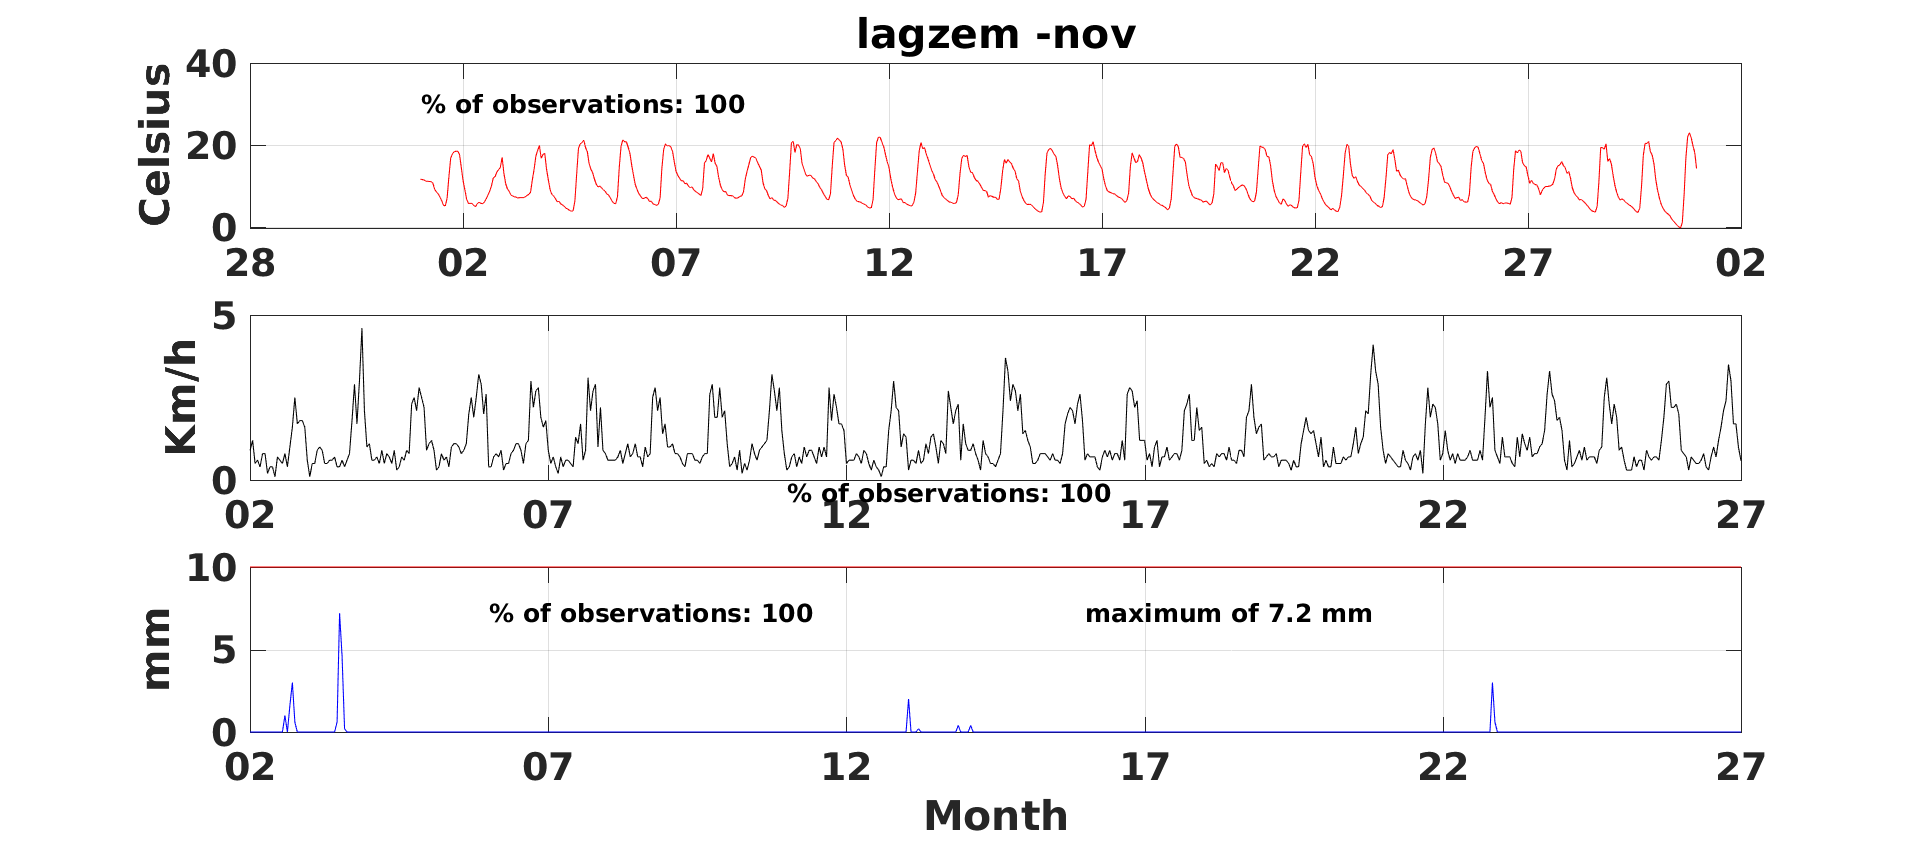 lagzem -nov
40
20
0
Celsius
% of observations: 100
28 02 07 12 17 22 27 02
5
0
Km/h
% of observations: 100
02 07 12 17 22 27
10
5
0
mm
% of observations: 100 maximum of 7.2 mm
02 07 12 17 22 27
Month